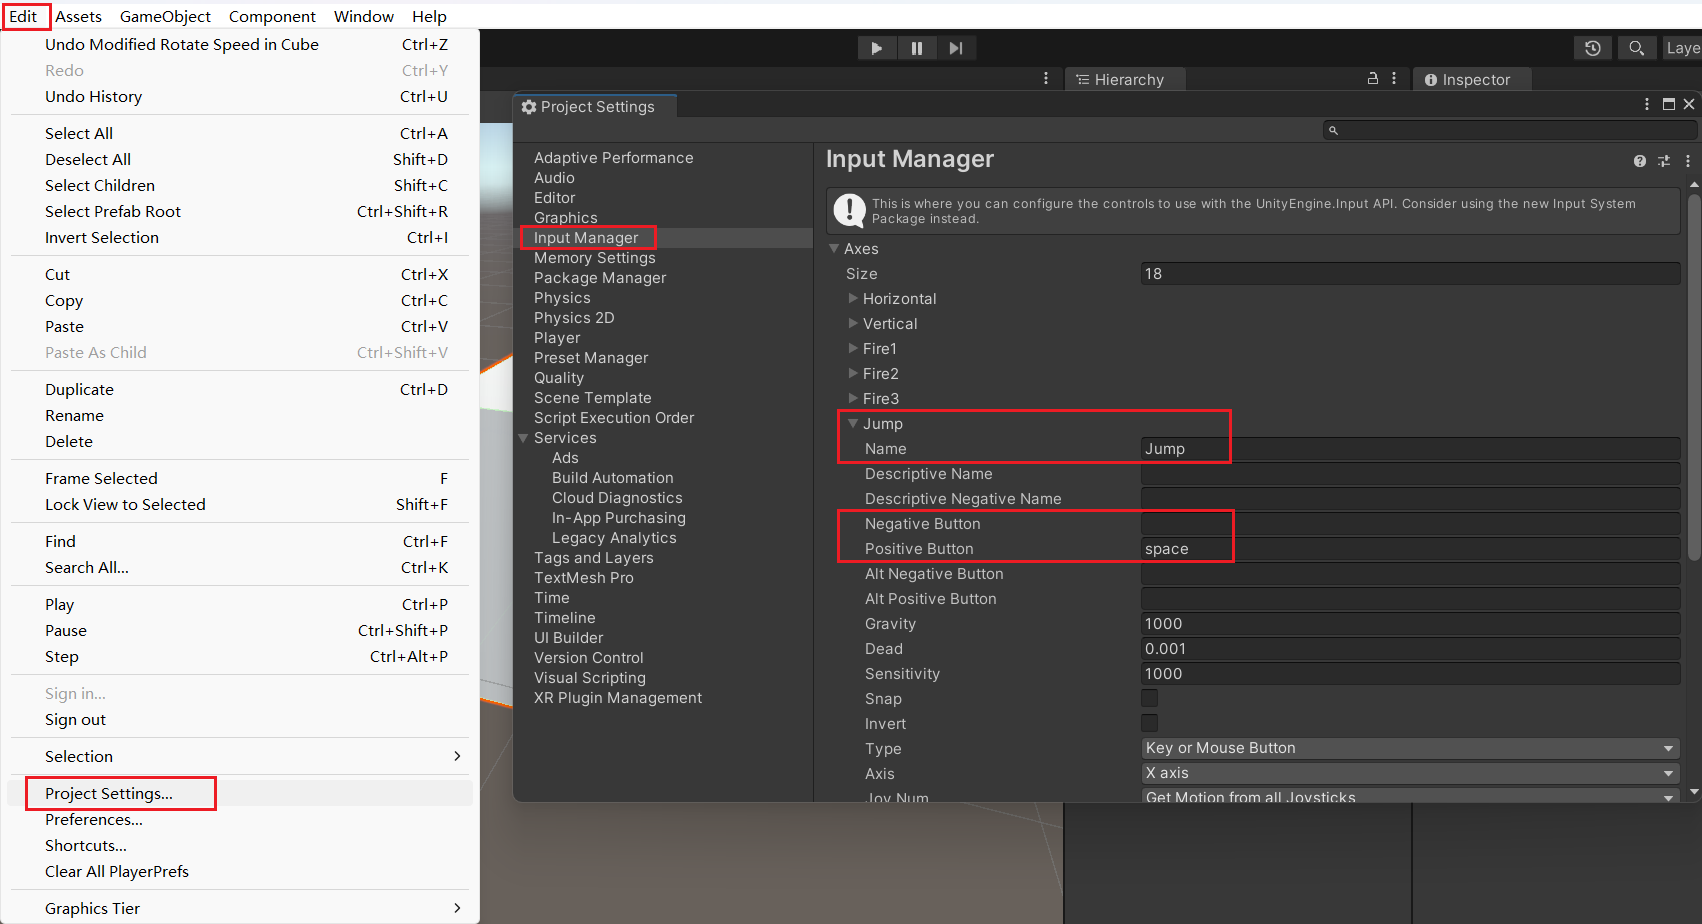 Edit Assets GameObject Component Window Help
Undo Modified Rotate Speed in Cube Ctrl+Z
Redo Ctrl+Y
Undo History Ctrl+U
Select All Ctrl+A
Deselect All Shift+D
Select Children Shift+C
Select Prefab Root Ctrl+Shift+R
Invert Selection Ctrl+I
Cut Ctrl+X
Copy Ctrl+C
Paste Ctrl+V
Paste As Child Ctrl+Shift+V
Duplicate Ctrl+D
Rename
Delete
Frame Selected F
Lock View to Selected Shift+F
Find Ctrl+F
Search All... Ctrl+K
Play Ctrl+P
Pause Ctrl+Shift+P
Step Ctrl+Alt+P
Sign in...
Sign out
Selection
Project Settings...
Preferences...
Shortcuts...
Clear All PlayerPrefs
Graphics Tier
Laye
Hierarchy
Inspector
Project Settings
Adaptive Performance
Audio
Editor
Graphics
Input Manager
Memory Settings
Package Manager
Physics
Physics 2D
Player
Preset Manager
Quality
Scene Template
Script Execution Order
Services
Ads
Build Automation
Cloud Diagnostics
In-App Purchasing
Legacy Analytics
Tags and Layers
TextMesh Pro
Time
Timeline
UI Builder
Version Control
Visual Scripting
XR Plugin Management
Input Manager
This is where you can configure the controls to use with the UnityEngine.Input API. Consider using the new Input System
Package instead.
Axes
Size 18
Horizontal
Vertical
Fire1
Fire2
Fire3
Jump
Name Jump
Descriptive Name
Descriptive Negative Name
Negative Button
Positive Button space
Alt Negative Button
Alt Positive Button
Gravity 1000
Dead 0.001
Sensitivity 1000
Snap
Invert
Type Key or Mouse Button
Axis X axis
Joy Num Get Motion from all Joysticks